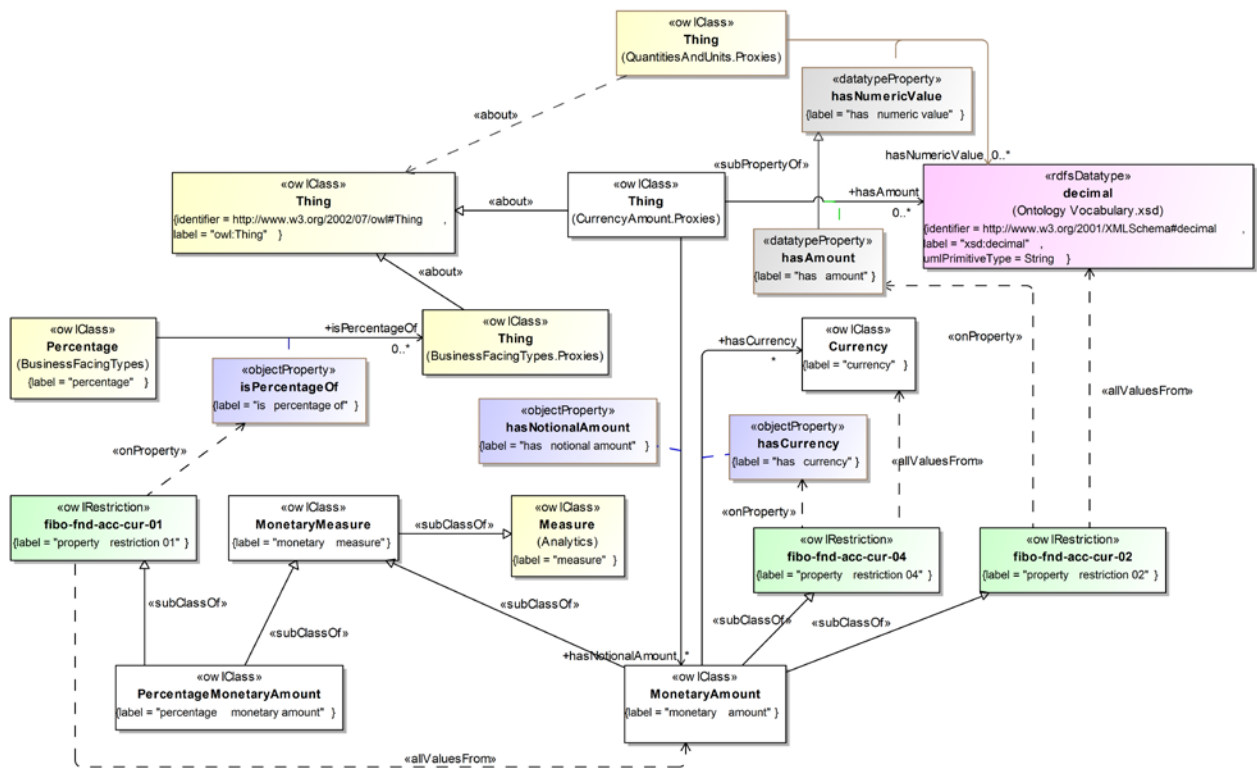 «owlClass»
Thing
(QuantitiesAndUnits.Proxies)
«datatypeProperty»
hasNumericValue
{label = "has numeric value" }
«about»
«subPropertyOf»
hasNumericValue 0..*
«owlClass»
Thing
{identifier = http://www.w3.org/2002/07/owl#Thing ,
label = "owl:Thing" }
«about»
«owlClass»
Thing
(CurrencyAmount.Proxies)
+hasAmount
0..*
«rdfsDatatype»
decimal
(Ontology Vocabulary.xsd)
{identifier = http://www.w3.org/2001/XMLSchema#decimal ,
label = "xsd:decimal" ,
umlPrimitiveType = String }
«datatypeProperty»
hasAmount
{label = "has amount" }
«about»
«owlClass»
Percentage
(BusinessFacingTypes)
{label = "percentage" }
+isPercentageOf
0..*
«owlClass»
Thing
(BusinessFacingTypes.Proxies)
+hasCurrency
*
«owlClass»
Currency
{label = "currency" }
«onProperty»
«allValuesFrom»
«objectProperty»
isPercentageOf
{label = "is percentage of" }
«objectProperty»
hasNotionalAmount
{label = "has notional amount" }
«objectProperty»
hasCurrency
{label = "has currency" }
«onProperty»
«allValuesFrom»
«owlRestriction»
fibo-fnd-acc-cur-01
{label = "property restriction 01" }
«owlClass»
MonetaryMeasure
{label = "monetary measure" }
«subClassOf»
«owlClass»
Measure
(Analytics)
{label = "measure" }
«onProperty»
«owlRestriction»
fibo-fnd-acc-cur-04
{label = "property restriction 04" }
«owlRestriction»
fibo-fnd-acc-cur-02
{label = "property restriction 02" }
«subClassOf»
«subClassOf»
«subClassOf»
«subClassOf»
«subClassOf»
+hasNotionalAmount *
«owlClass»
PercentageMonetaryAmount
{label = "percentage monetary amount" }
«owlClass»
MonetaryAmount
{label = "monetary amount" }
«allValuesFrom»